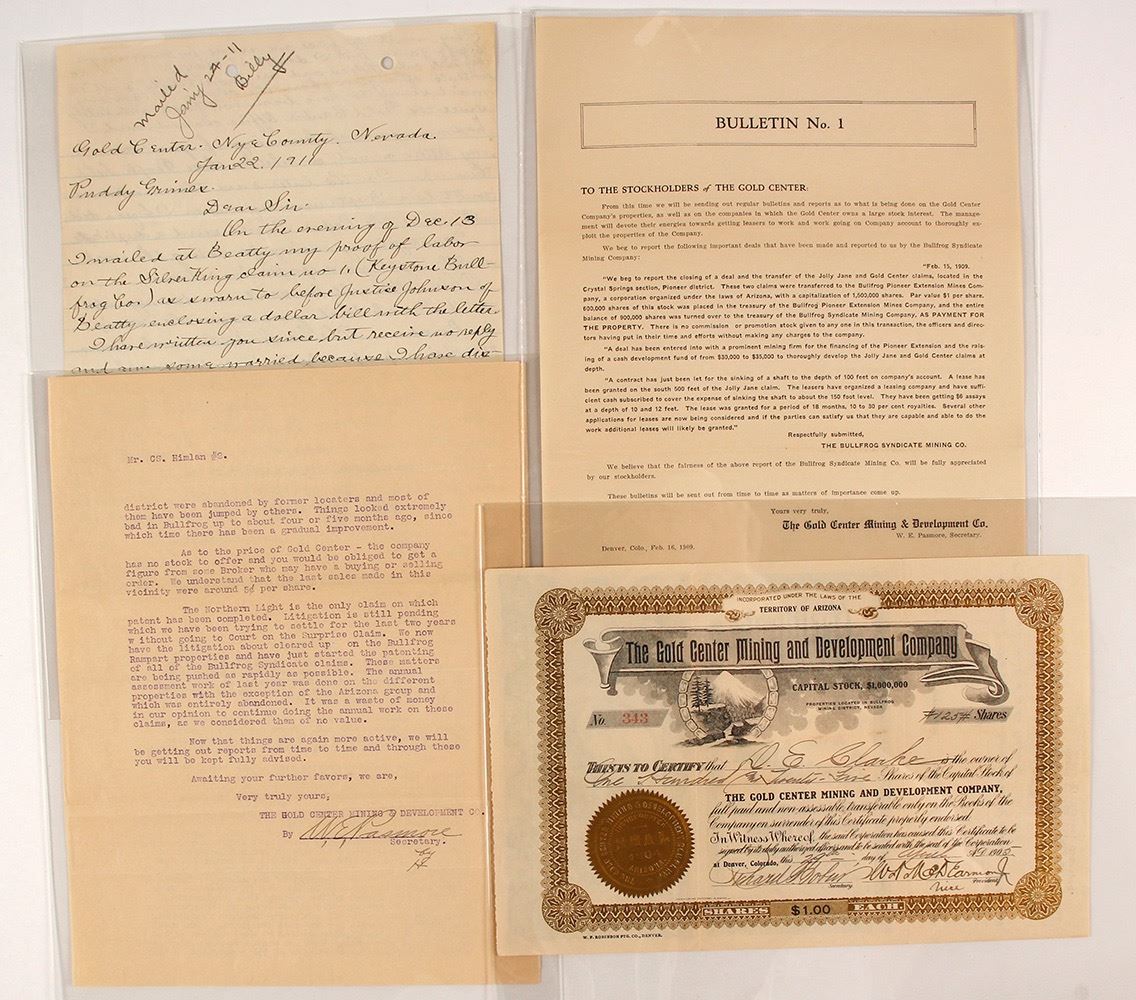 Mailed
Jany 24-11
Billy
Gold Center. Nye County. Nevada.
Jan 22. 1911
Puddy Grimes.
Dear Sir.
On the evening of Dec 13
I mailed at Beatty my proof of labor
on the Silver King claim no 1. (Keystone Bull-
frog Co.) as sworn to before Justice Johnson of
Beatty enclosing a dollar bill with the letter
I have written you since but receive no reply
and am some worried because I have dis-
BULLETIN No. 1
TO THE STOCKHOLDERS of THE GOLD CENTER:
From this time we will be sending out regular bulletins and reports as to what is being done on the Gold Center
Company's properties, as well as on the companies in which the Gold Center owns a large stock interest. The manage-
ment will devote their energies towards getting leasers to work and work going on Company account to thoroughly ex-
ploit the properties of the Company.
We beg to report the following important deals that have been made and reported to us by the Bullfrog Syndicate
Mining Company:
"Feb. 15, 1909.
"We beg to report the closing of a deal and the transfer of the Jolly Jane and Gold Center claims, located in the
Crystal Springs section, Pioneer district. These two claims were transferred to the Bullfrog Pioneer Extension Mines Com-
pany, a corporation organized under the laws of Arizona, with a capitalization of 1,500,000 shares. Par value $1 per share.
600,000 shares of this stock was placed in the treasury of the Bullfrog Pioneer Extension Mines Company, and the entire
balance of 900,000 shares was turned over to the treasury of the Bullfrog Syndicate Mining Company, AS PAYMENT FOR
THE PROPERTY. There is no commission or promotion stock given to any one in this transaction, the officers and direc-
tors having put in their time and efforts without making any charges to the company.
"A deal has been entered into with a prominent mining firm for the financing of the Pioneer Extension and the rais-
ing of a cash development fund of from $30,000 to $35,000 to thoroughly develop the Jolly Jane and Gold Center claims at
depth.
"A contract has just been let for the sinking of a shaft to the depth of 100 feet on company's account. A lease has
been granted on the south 500 feet of the Jolly Jane claim. The leasers have organized a leasing company and have suffi-
cient cash subscribed to cover the expense of sinking the shaft to about the 150 foot level. They have been getting $6 assays
at a depth of 10 and 12 feet. The lease was granted for a period of 18 months, 10 to 30 per cent royalties. Several other
applications for leases are now being considered and if the parties can satisfy us that they are capable and able to do the
work additional leases will likely be granted."
Respectfully submitted,
THE BULLFROG SYNDICATE MINING CO.
We believe that the fairness of the above report of the Bullfrog Syndicate Mining Co. will be fully appreciated
by our stockholders.
These bulletins will be sent out from time to time as matters of importance come up.
Yours very truly,
The Gold Center Mining & Development Co.
W. E. Pasmore, Secretary.
Denver, Colo., Feb. 16, 1909.
Mr. CS. Himlan #2.
district were abandoned by former locaters and most of
them have been jumped by others. Things looked extremely
bad in Bullfrog up to about four or five months ago, since
which time there has been a gradual improvement.
As to the price of Gold Center - the company
has no stock to offer and you would be obliged to get a
figure from some Broker who may have a buying or selling
order. We understand that the last sales made in this
vicinity were around 5¢ per share.
The Northern Light is the only claim on which
patent has been completed. Litigation is still pending
which we have been trying to settle for the last two years
w ithout going to Court on the Surprise Claim. We now
have the litigation about cleared up on the Bullfrog
Rampart properties and have just started the patenting
of all of the Bullfrog Syndicate claims. These matters
are being pushed as rapidly as possible. The annual
assessment work of last year was done on the different
properties with the exception of the Arizona group and
which was entirely abandoned. It was a waste of money
in our opinion to continue doing the annual work on these
claims, as we considered them of no value.
Now that things are again more active, we will
be getting out reports from time to time and through these
you will be kept fully advised.
Awaiting your further favors, we are,
Very truly yours,
THE GOLD CENTER MINING & DEVELOPMENT CO.
By W E Pasmore
Secretary.
INCORPORATED UNDER THE LAWS OF THE
TERRITORY OF ARIZONA
The Gold Center Mining and Development Company
CAPITAL STOCK, $1,000,000
PROPERTIES LOCATED IN BULLFROG
MINING DISTRICT, NEVADA
No. 343
#125# Shares
THIS IS TO CERTIFY that D. E. Clarke is the owner of
One Hundred & Twenty-Five Shares of the Capital Stock of
THE GOLD CENTER MINING AND DEVELOPMENT COMPANY,
full paid and non-assessable, transferable only on the Books of the
Company on surrender of this Certificate properly endorsed.
In Witness Whereof, the said Corporation has caused this Certificate to be
signed by its duly authorized officers and to be sealed with the seal of the Corporation
at Denver, Colorado, this day of A.D. 1908
Secretary
Vice President
SHARES $1.00 EACH
W. F. ROBINSON PTG. CO., DENVER.